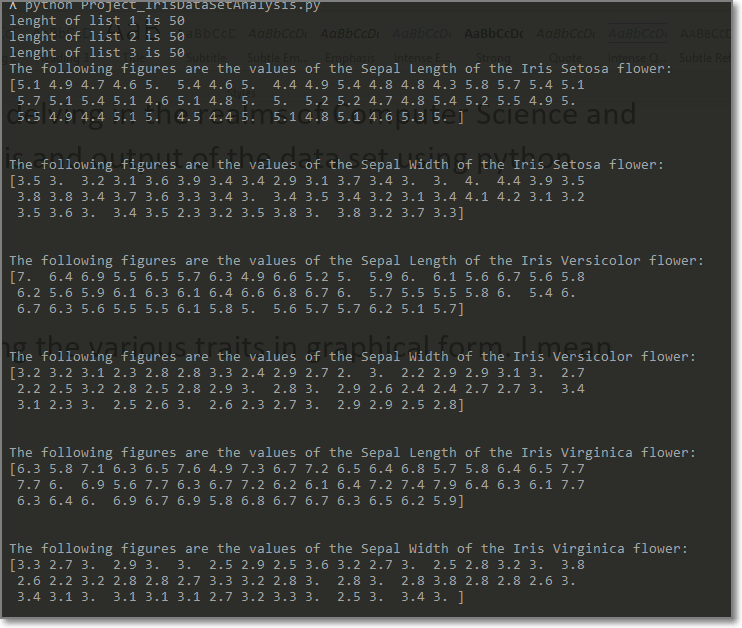 λ python Project_IrisDataSetAnalysis.py
lenght of list 1 is 50
lenght of list 2 is 50
lenght of list 3 is 50
The following figures are the values of the Sepal Length of the Iris Setosa flower:
[5.1 4.9 4.7 4.6 5.  5.4 4.6 5.  4.4 4.9 5.4 4.8 4.8 4.3 5.8 5.7 5.4 5.1
 5.7 5.1 5.4 5.1 4.6 5.1 4.8 5.  5.  5.2 5.2 4.7 4.8 5.4 5.2 5.5 4.9 5.
 5.5 4.9 4.4 5.1 5.  4.5 4.4 5.  5.1 4.8 5.1 4.6 5.3 5. ]
The following figures are the values of the Sepal Width of the Iris Setosa flower:
[3.5 3.  3.2 3.1 3.6 3.9 3.4 3.4 2.9 3.1 3.7 3.4 3.  3.  4.  4.4 3.9 3.5
 3.8 3.8 3.4 3.7 3.6 3.3 3.4 3.  3.4 3.5 3.4 3.2 3.1 3.4 4.1 4.2 3.1 3.2
 3.5 3.6 3.  3.4 3.5 2.3 3.2 3.5 3.8 3.  3.8 3.2 3.7 3.3]
The following figures are the values of the Sepal Length of the Iris Versicolor flower:
[7.  6.4 6.9 5.5 6.5 5.7 6.3 4.9 6.6 5.2 5.  5.9 6.  6.1 5.6 6.7 5.6 5.8
 6.2 5.6 5.9 6.1 6.3 6.1 6.4 6.6 6.8 6.7 6.  5.7 5.5 5.5 5.8 6.  5.4 6.
 6.7 6.3 5.6 5.5 5.5 6.1 5.8 5.  5.6 5.7 5.7 6.2 5.1 5.7]
ng the various traits in graphical form. I mean
The following figures are the values of the Sepal Width of the Iris Versicolor flower:
[3.2 3.2 3.1 2.3 2.8 2.8 3.3 2.4 2.9 2.7 2.  3.  2.2 2.9 2.9 3.1 3.  2.7
 2.2 2.5 3.2 2.8 2.5 2.8 2.9 3.  2.8 3.  2.9 2.6 2.4 2.4 2.7 2.7 3.  3.4
 3.1 2.3 3.  2.5 2.6 3.  2.6 2.3 2.7 3.  2.9 2.9 2.5 2.8]
The following figures are the values of the Sepal Length of the Iris Virginica flower:
[6.3 5.8 7.1 6.3 6.5 7.6 4.9 7.3 6.7 7.2 6.5 6.4 6.8 5.7 5.8 6.4 6.5 7.7
 7.7 6.  6.9 5.6 7.7 6.3 6.7 7.2 6.2 6.1 6.4 7.2 7.4 7.9 6.4 6.3 6.1 7.7
 6.3 6.4 6.  6.9 6.7 6.9 5.8 6.8 6.7 6.7 6.3 6.5 6.2 5.9]
The following figures are the values of the Sepal Width of the Iris Virginica flower:
[3.3 2.7 3.  2.9 3.  3.  2.5 2.9 2.5 3.6 3.2 2.7 3.  2.5 2.8 3.2 3.  3.8
 2.6 2.2 3.2 2.8 2.8 2.7 3.3 3.2 2.8 3.  2.8 3.  2.8 3.8 2.8 2.8 2.6 3.
 3.4 3.1 3.  3.1 3.1 3.1 2.7 3.2 3.3 3.  2.5 3.  3.4 3. ]